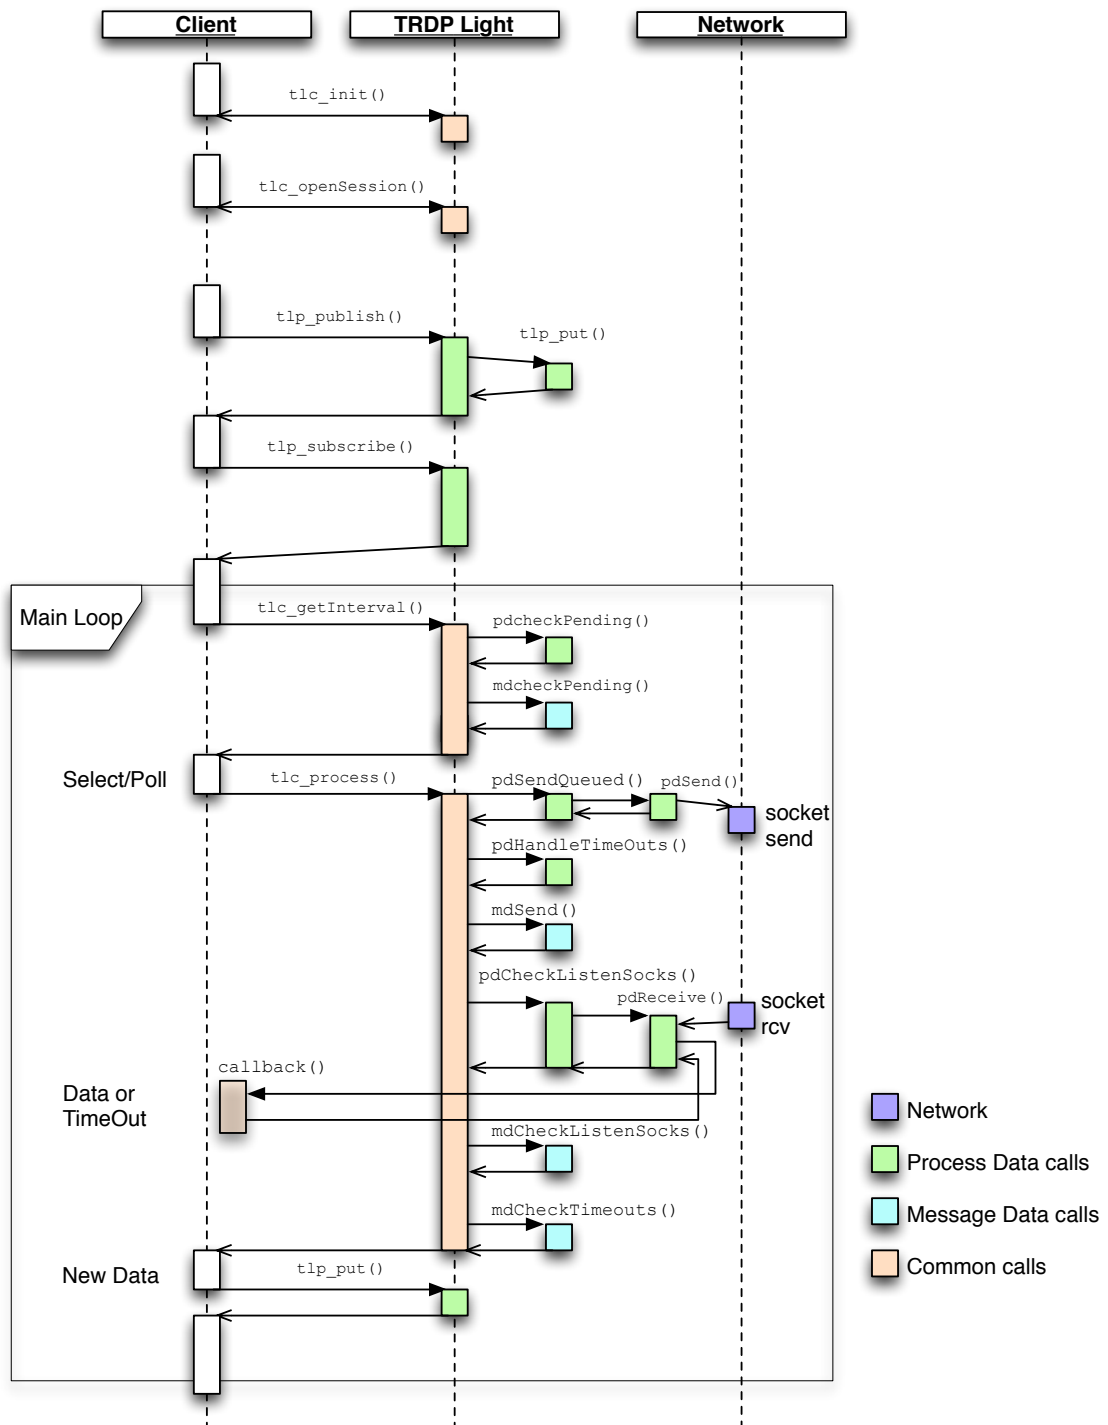 Client
TRDP Light
Network
tlc_init()
tlc_openSession()
tlp_publish()
tlp_put()
tlp_subscribe()
Main Loop
tlc_getInterval()
pdcheckPending()
mdcheckPending()
Select/Poll
tlc_process()
pdSendQueued()
pdSend()
socket
send
pdHandleTimeOuts()
mdSend()
pdCheckListenSocks()
pdReceive()
socket
rcv
callback()
Data or
TimeOut
mdCheckListenSocks()
mdCheckTimeouts()
New Data
tlp_put()
Network
Process Data calls
Message Data calls
Common calls